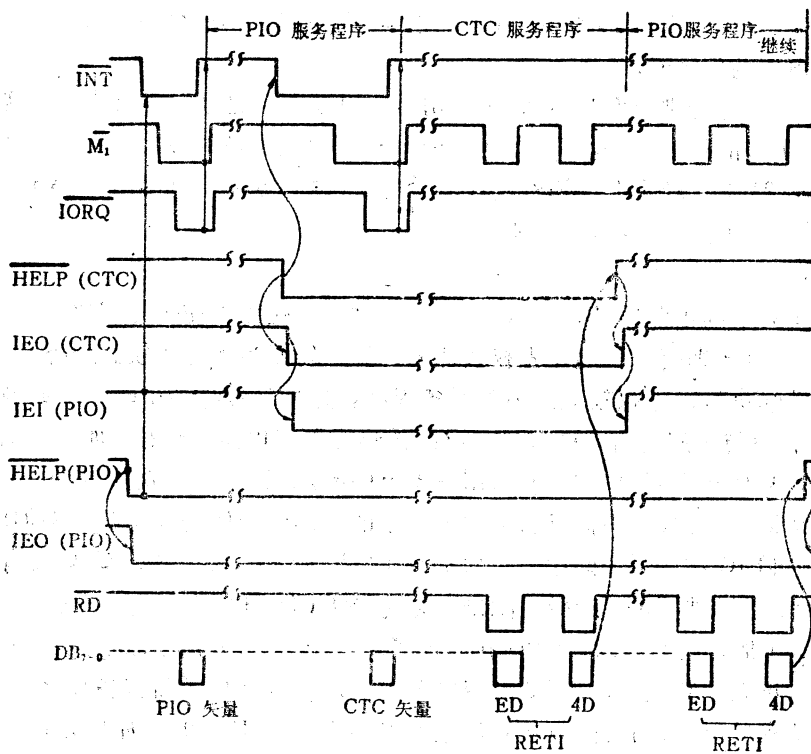 PIO 服务程序
CTC 服务程序
PIO服务程序
继续
INT
M₁
IORQ
HELP (CTC)
IEO (CTC)
IEI (PIO)
HELP(PIO)
IEO (PIO)
RD
DB₇₋₀
PIO 矢量
CTC 矢量
ED
4D
ED
4D
RETI
RETI